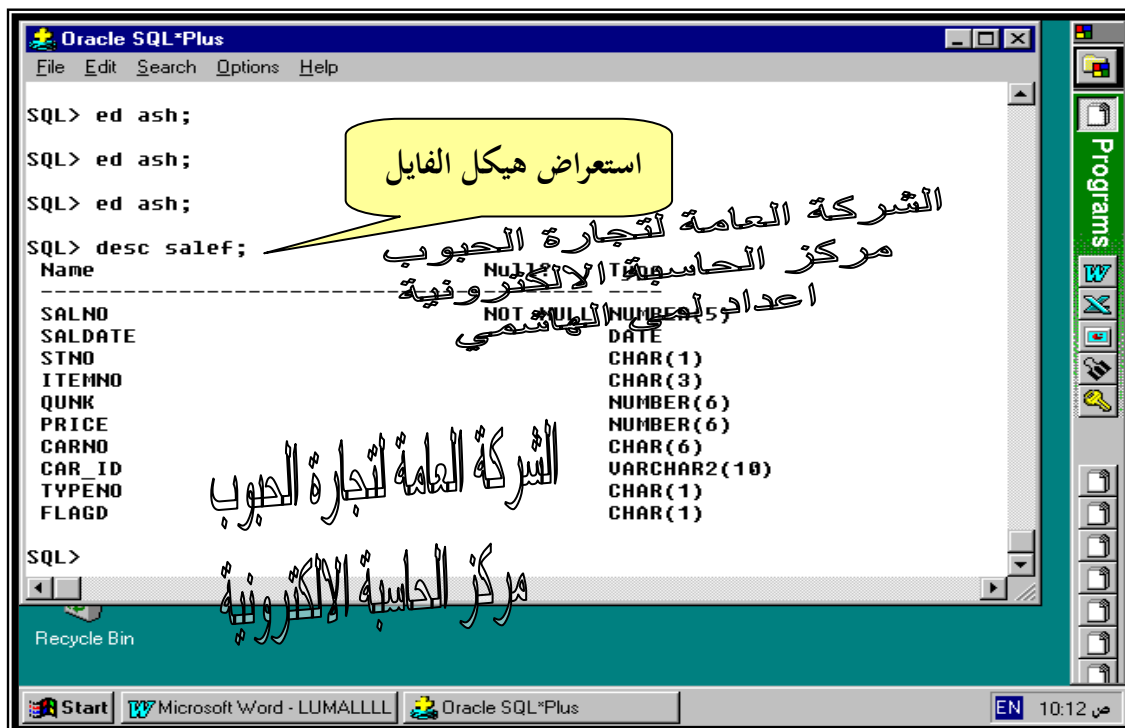 Oracle SQL*Plus
File Edit Search Options Help
SQL> ed ash;
SQL> ed ash;
SQL> ed ash;
استعراض هيكل الفايل
SQL> desc salef;
الشركة العامة لتجارة الحبوب
مركز الحاسبة الالكترونية
اعداد لمى الهاشمي
Name Null? Type
SALNO NOT NULL NUMBER(5)
SALDATE DATE
STNO CHAR(1)
ITEMNO CHAR(3)
QUNK NUMBER(6)
PRICE NUMBER(6)
CARNO CHAR(6)
CAR_ID VARCHAR2(10)
TYPENO CHAR(1)
FLAGD CHAR(1)
الشركة العامة لتجارة الحبوب
مركز الحاسبة الالكترونية
SQL>
Recycle Bin
Programs
Start Microsoft Word - LUMALLLL Oracle SQL*Plus EN 10:12 ص